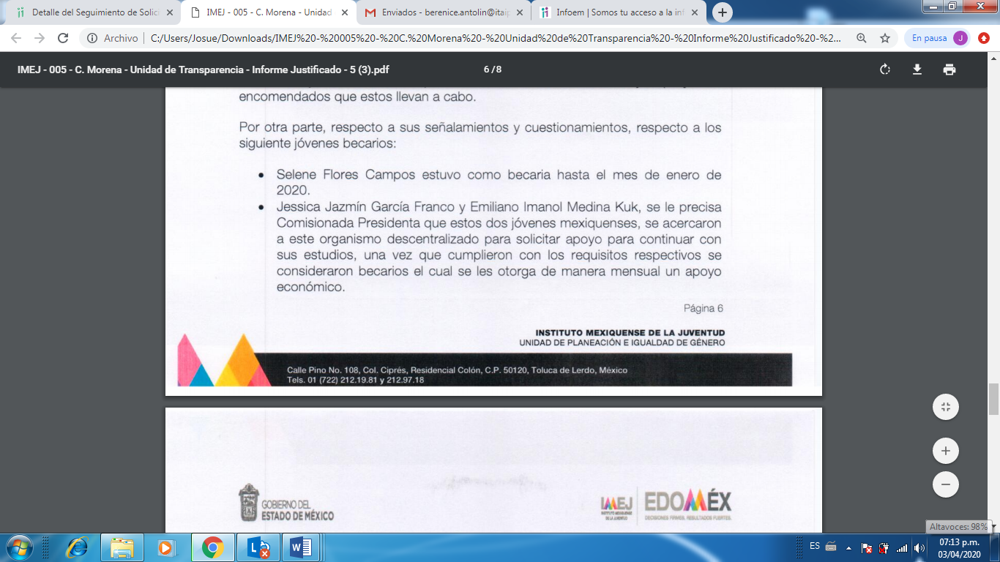 Detalle del Seguimiento de Solici
IMEJ - 005 - C. Morena - Unidad
Enviados - berenice.antolin@itaip
Infoem | Somos tu acceso a la inf
Archivo
C:/Users/Josue/Downloads/IMEJ%20-%20005%20-%20C.%20Morena%20-%20Unidad%20de%20Transparencia%20-%20Informe%20Justificado%20-%2...
En pausa
J
IMEJ - 005 - C. Morena - Unidad de Transparencia - Informe Justificado - 5 (3).pdf
6 / 8
encomendados que estos llevan a cabo.
Por otra parte, respecto a sus señalamientos y cuestionamientos, respecto a los
siguiente jóvenes becarios:
• Selene Flores Campos estuvo como becaria hasta el mes de enero de
2020.
• Jessica Jazmín García Franco y Emiliano Imanol Medina Kuk, se le precisa
Comisionada Presidenta que estos dos jóvenes mexiquenses, se acercaron
a este organismo descentralizado para solicitar apoyo para continuar con
sus estudios, una vez que cumplieron con los requisitos respectivos se
consideraron becarios el cual se les otorga de manera mensual un apoyo
económico.
Página 6
INSTITUTO MEXIQUENSE DE LA JUVENTUD
UNIDAD DE PLANEACIÓN E IGUALDAD DE GÉNERO
Calle Pino No. 108, Col. Ciprés, Residencial Colón, C.P. 50120, Toluca de Lerdo, México
Tels. 01 (722) 212.19.81 y 212.97.18
GOBIERNO DEL
ESTADO DE MÉXICO
IMEJ
INSTITUTO MEXIQUENSE
DE LA JUVENTUD
EDOMÉX
DECISIONES FIRMES, RESULTADOS FUERTES.
Altavoces: 98%
ES
07:13 p.m.
03/04/2020